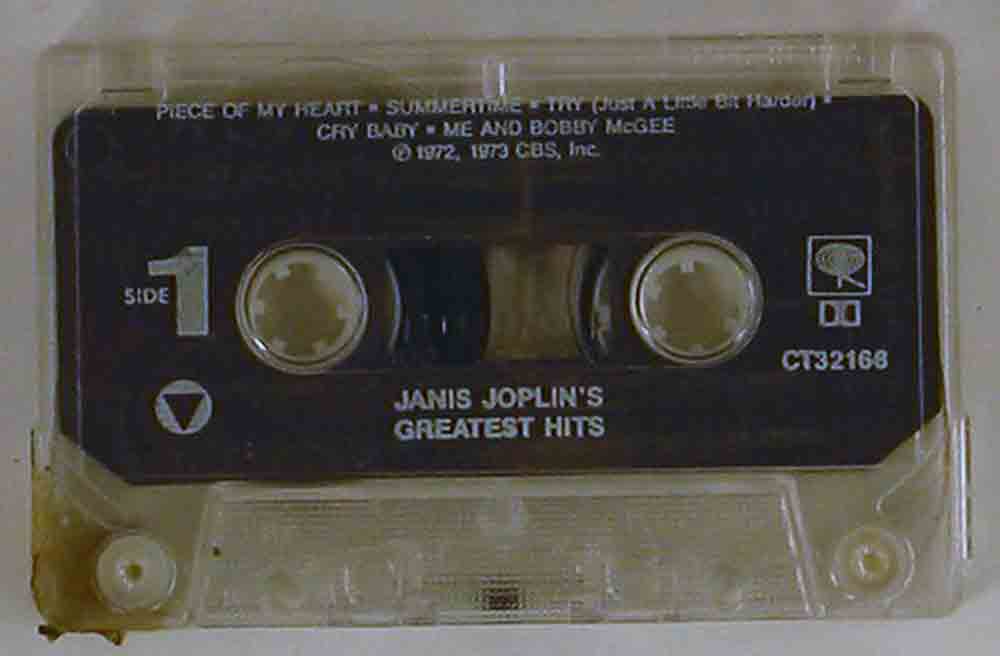 PIECE OF MY HEART ▪ SUMMERTIME ▪ TRY (Just A Little Bit Harder) ▪
CRY BABY ▪ ME AND BOBBY McGEE
℗ 1972, 1973 CBS, Inc.
SIDE 1
CT32168
JANIS JOPLIN'S
GREATEST HITS